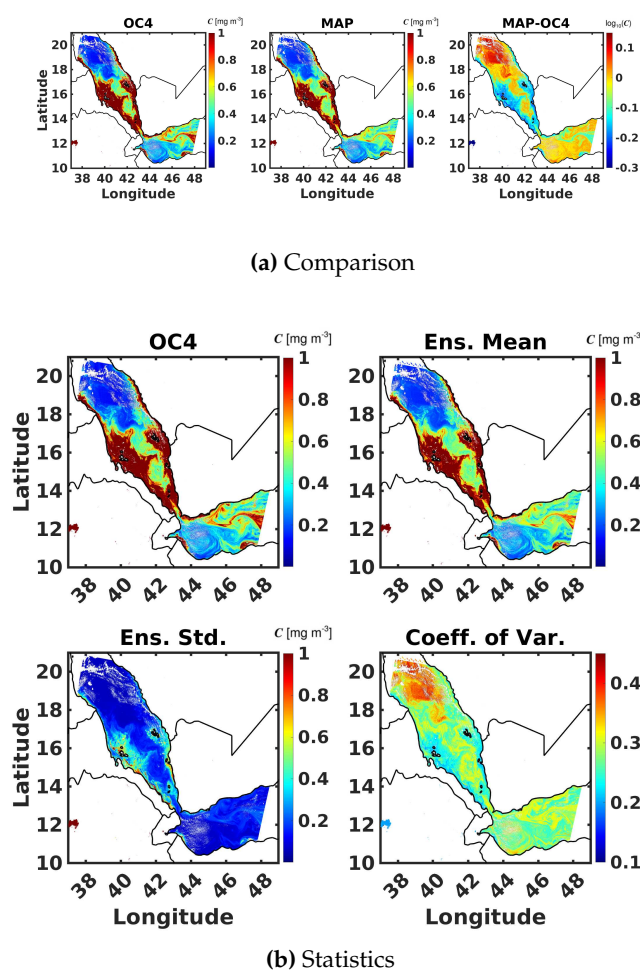 OC4 C [mg m-3] MAP C [mg m-3] MAP-OC4 log10(C)
20 1 20 1 20 0.15
18 0.8 18 0.8 18 0.1
16 0.6 16 0.6 16 0
14 0.4 14 0.4 14 -0.1
12 0.2 12 0.2 12 -0.2
10 10 10 -0.3
Latitude
38 40 42 44 46 48 38 40 42 44 46 48 38 40 42 44 46 48
Longitude Longitude Longitude
(a) Comparison
OC4 C [mg m-3] Ens. Mean C [mg m-3]
20 1 20 1
18 0.8 18 0.8
16 0.6 16 0.6
14 0.4 14 0.4
12 0.2 12 0.2
10 10
Latitude
38 40 42 44 46 48 38 40 42 44 46 48
Ens. Std. C [mg m-3] Coeff. of Var.
20 1 20 0.4
18 0.8 18 0.3
16 0.6 16 0.2
14 0.4 14 0.1
12 0.2 12
10 10
Latitude
38 40 42 44 46 48 38 40 42 44 46 48
Longitude Longitude
(b) Statistics